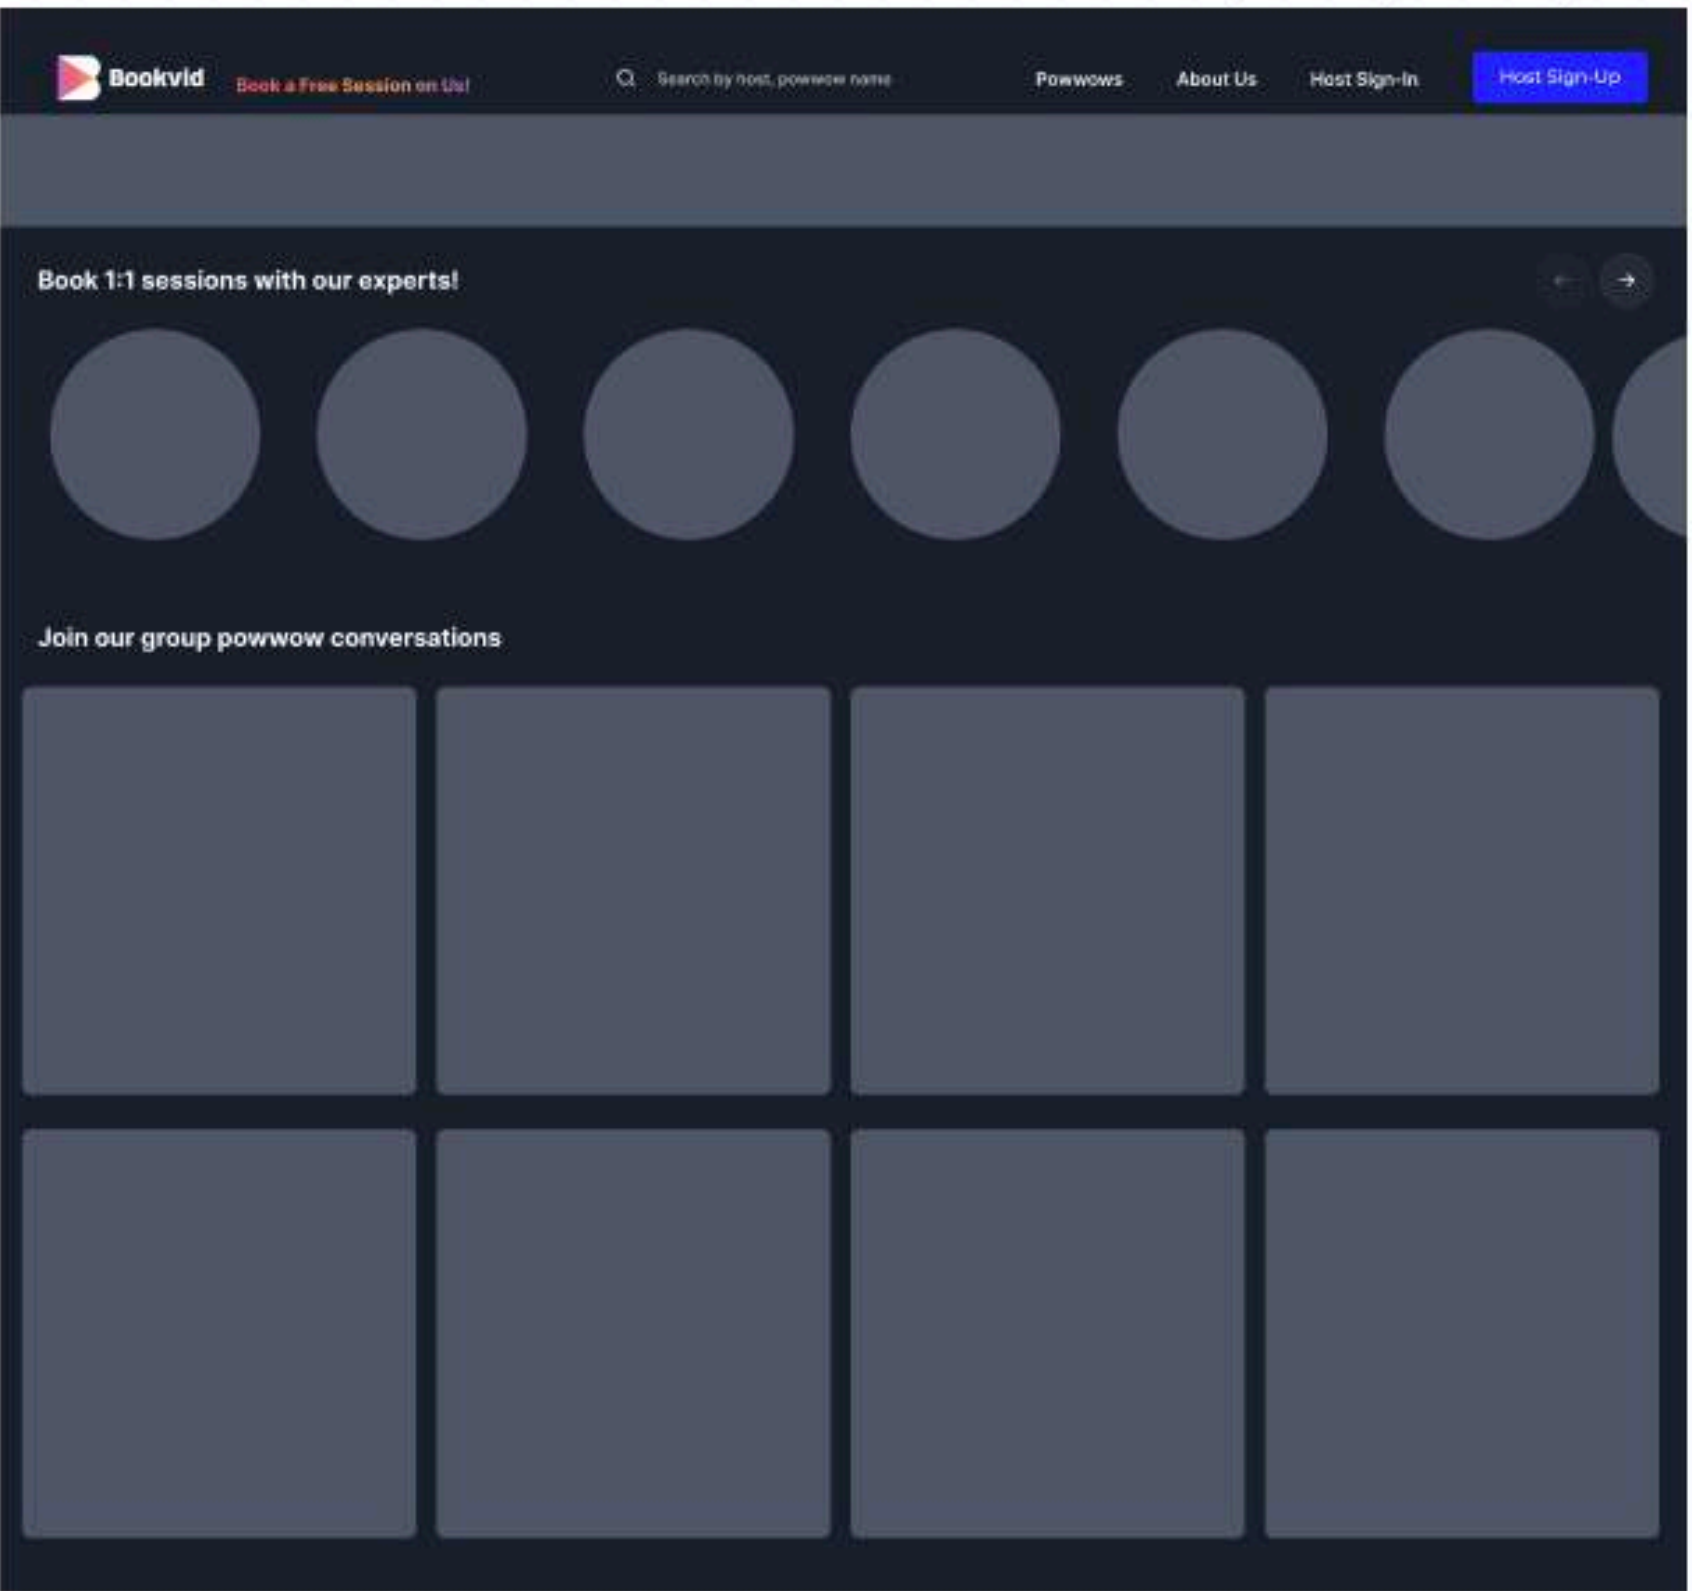 Bookvid
Book a Free Session on Us!
Search by host, powwow name
Powwows
About Us
Host Sign-In
Host Sign-Up
Book 1:1 sessions with our experts!
Join our group powwow conversations